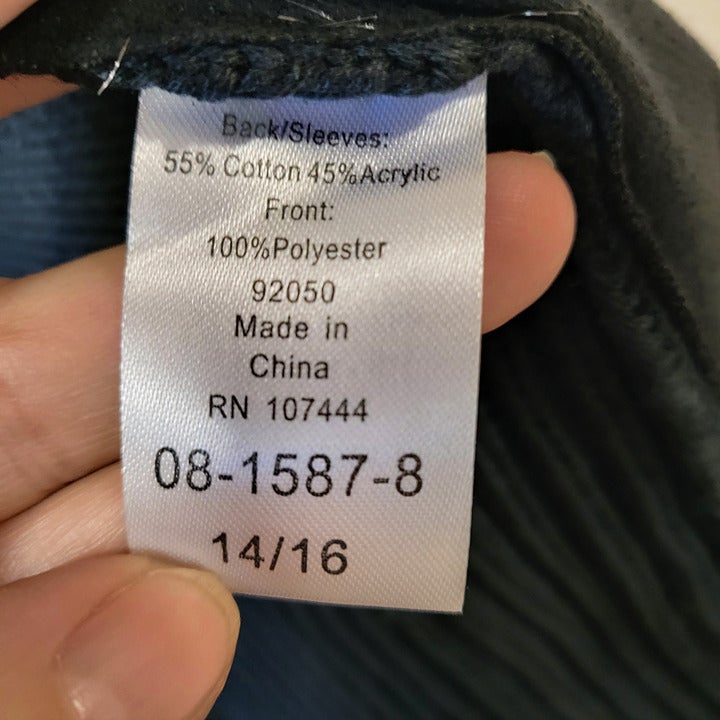 Back/Sleeves:
55% Cotton 45%Acrylic
Front:
100%Polyester
92050
Made in
China
RN 107444
08-1587-8
14/16